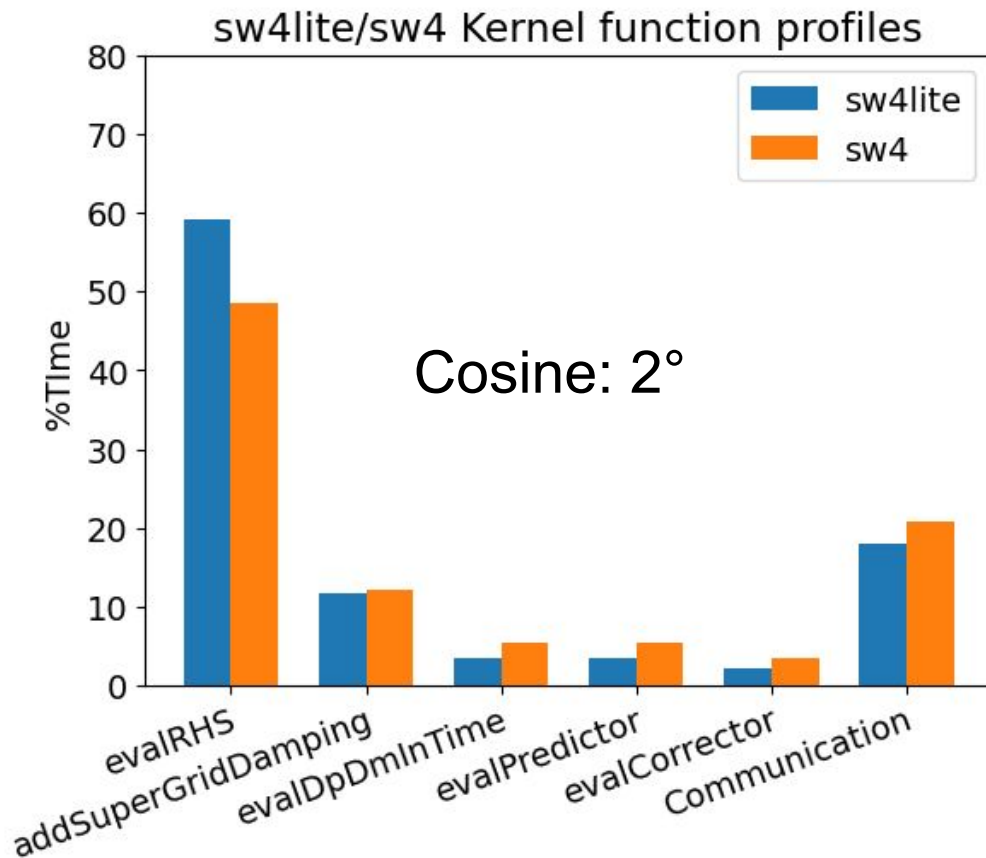 sw4lite/sw4 Kernel function profiles
80
70
60
50
40
30
20
10
0
%TIme
sw4lite
sw4
Cosine: 2°
evalRHS
addSuperGridDamping
evalDpDmInTime
evalPredictor
evalCorrector
Communication